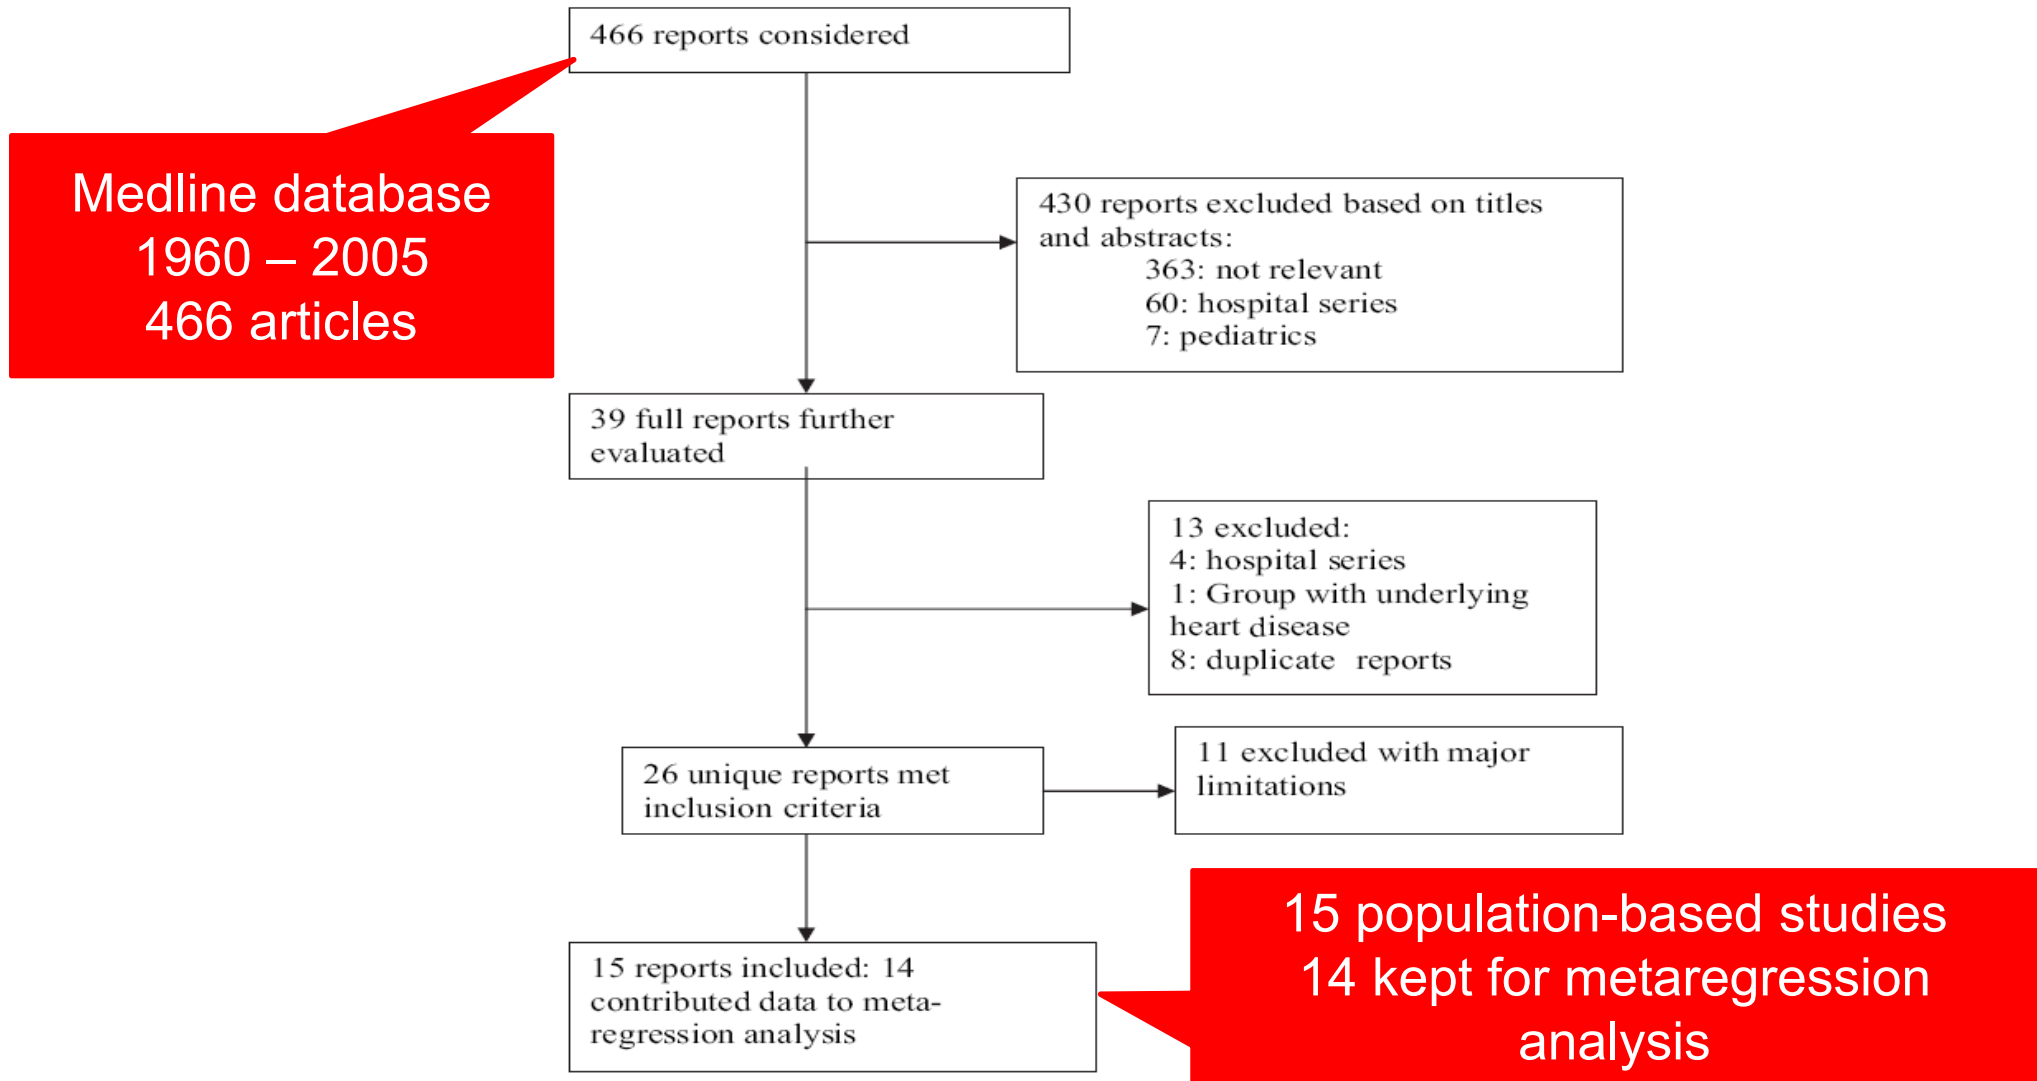 466 reports considered
Medline database
1960 – 2005
466 articles
430 reports excluded based on titles
and abstracts:
363: not relevant
60: hospital series
7: pediatrics
39 full reports further
evaluated
13 excluded:
4: hospital series
1: Group with underlying
heart disease
8: duplicate reports
26 unique reports met
inclusion criteria
11 excluded with major
limitations
15 reports included: 14
contributed data to meta-
regression analysis
15 population-based studies
14 kept for metaregression
analysis